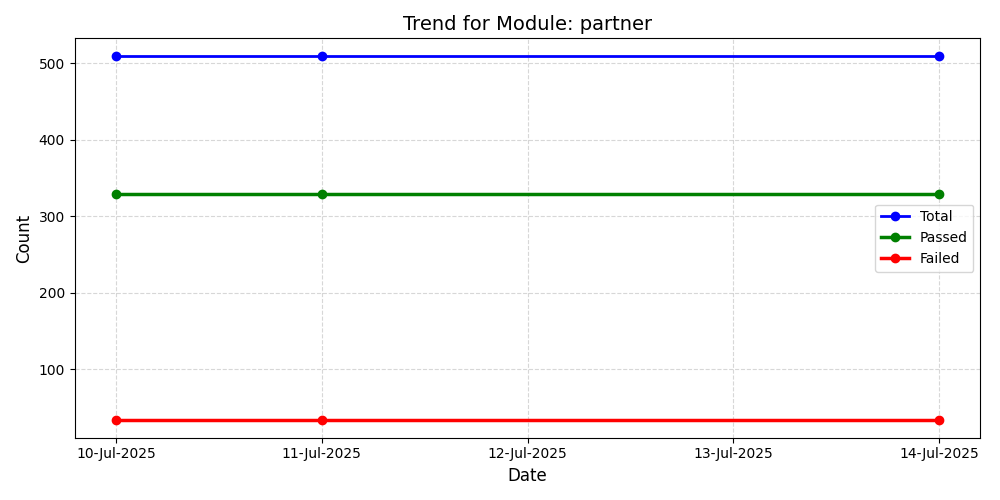 Trend for Module: partner
Count
500
400
300
200
100
Total
Passed
Failed
10-Jul-2025 11-Jul-2025 12-Jul-2025 13-Jul-2025 14-Jul-2025
Date